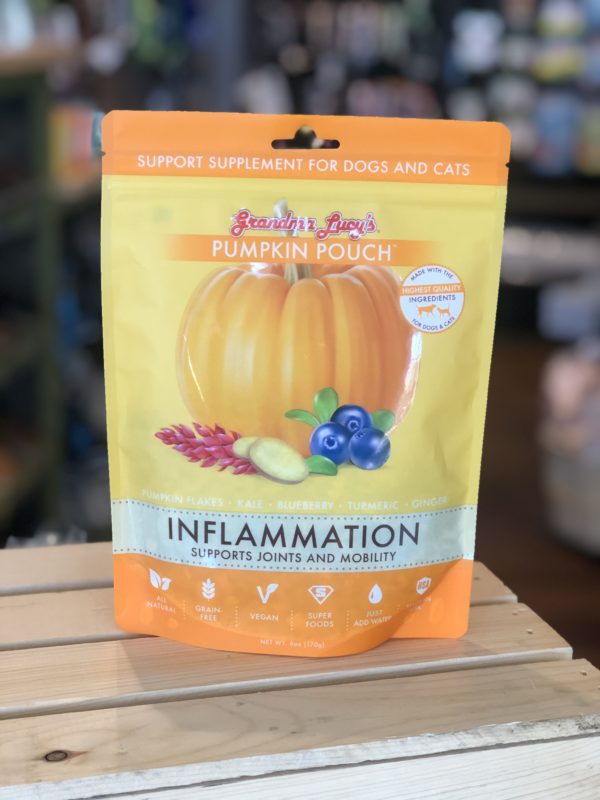 SUPPORT SUPPLEMENT FOR DOGS AND CATS
Grandma Lucy's
PUMPKIN POUCH™
MADE WITH THE
HIGHEST QUALITY
INGREDIENTS
FOR DOGS & CATS
PUMPKIN FLAKES • KALE • BLUEBERRY • TURMERIC • GINGER
INFLAMMATION
SUPPORTS JOINTS AND MOBILITY
ALL NATURAL
GRAIN-FREE
VEGAN
SUPER FOODS
JUST ADD WATER
USA
IN
NET WT. 6oz (170g)